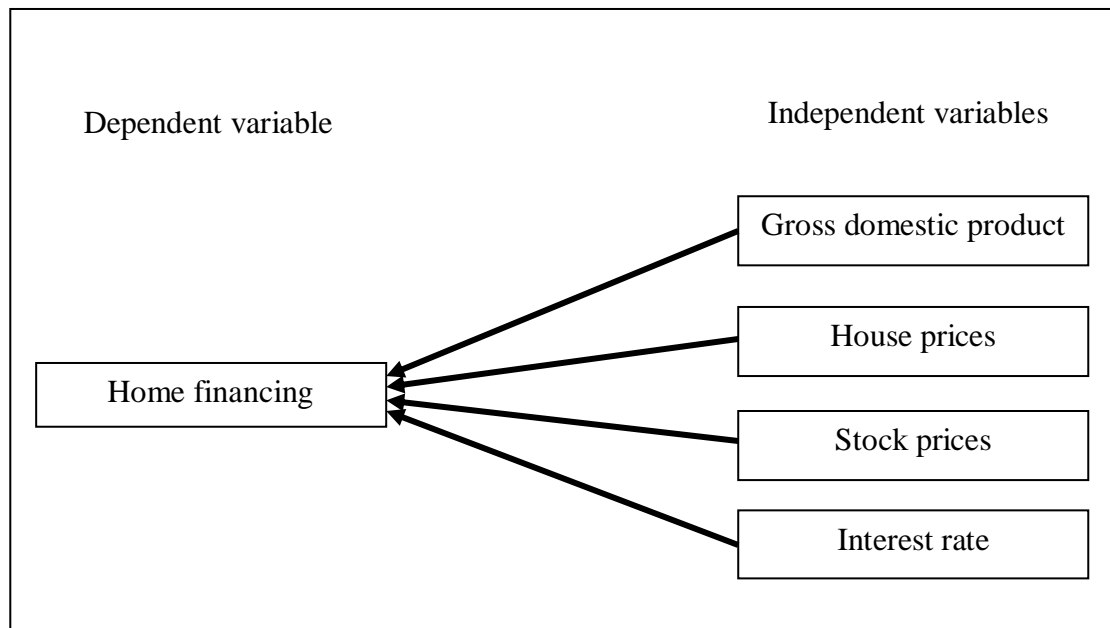 Dependent variable
Independent variables
Gross domestic product
House prices
Home financing
Stock prices
Interest rate